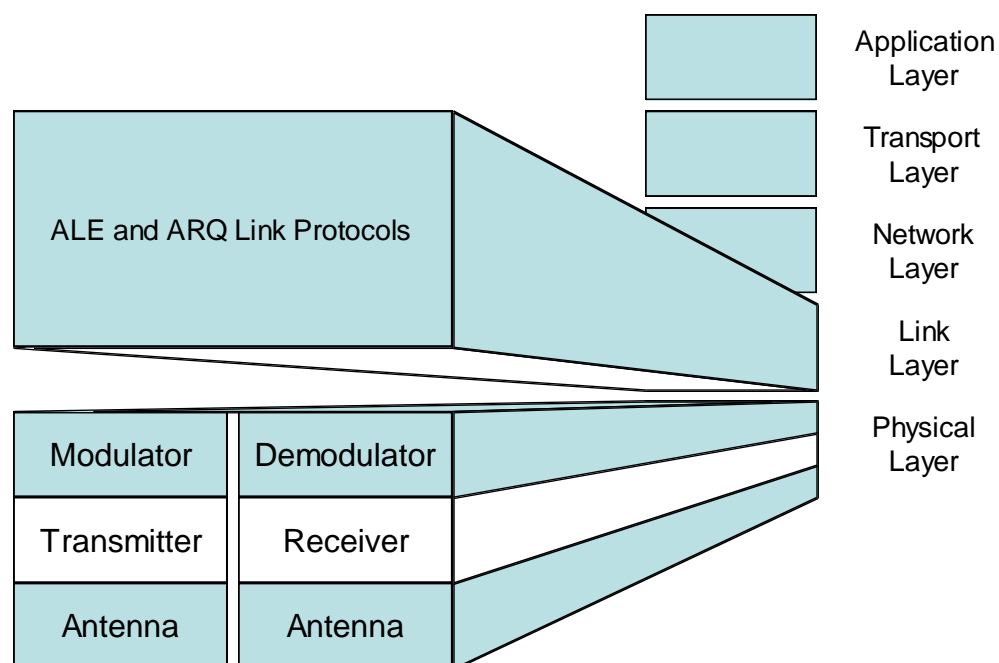 Application
Layer
Transport
Layer
ALE and ARQ Link Protocols
Network
Layer
Link
Layer
Physical
Layer
Modulator
Demodulator
Transmitter
Receiver
Antenna
Antenna